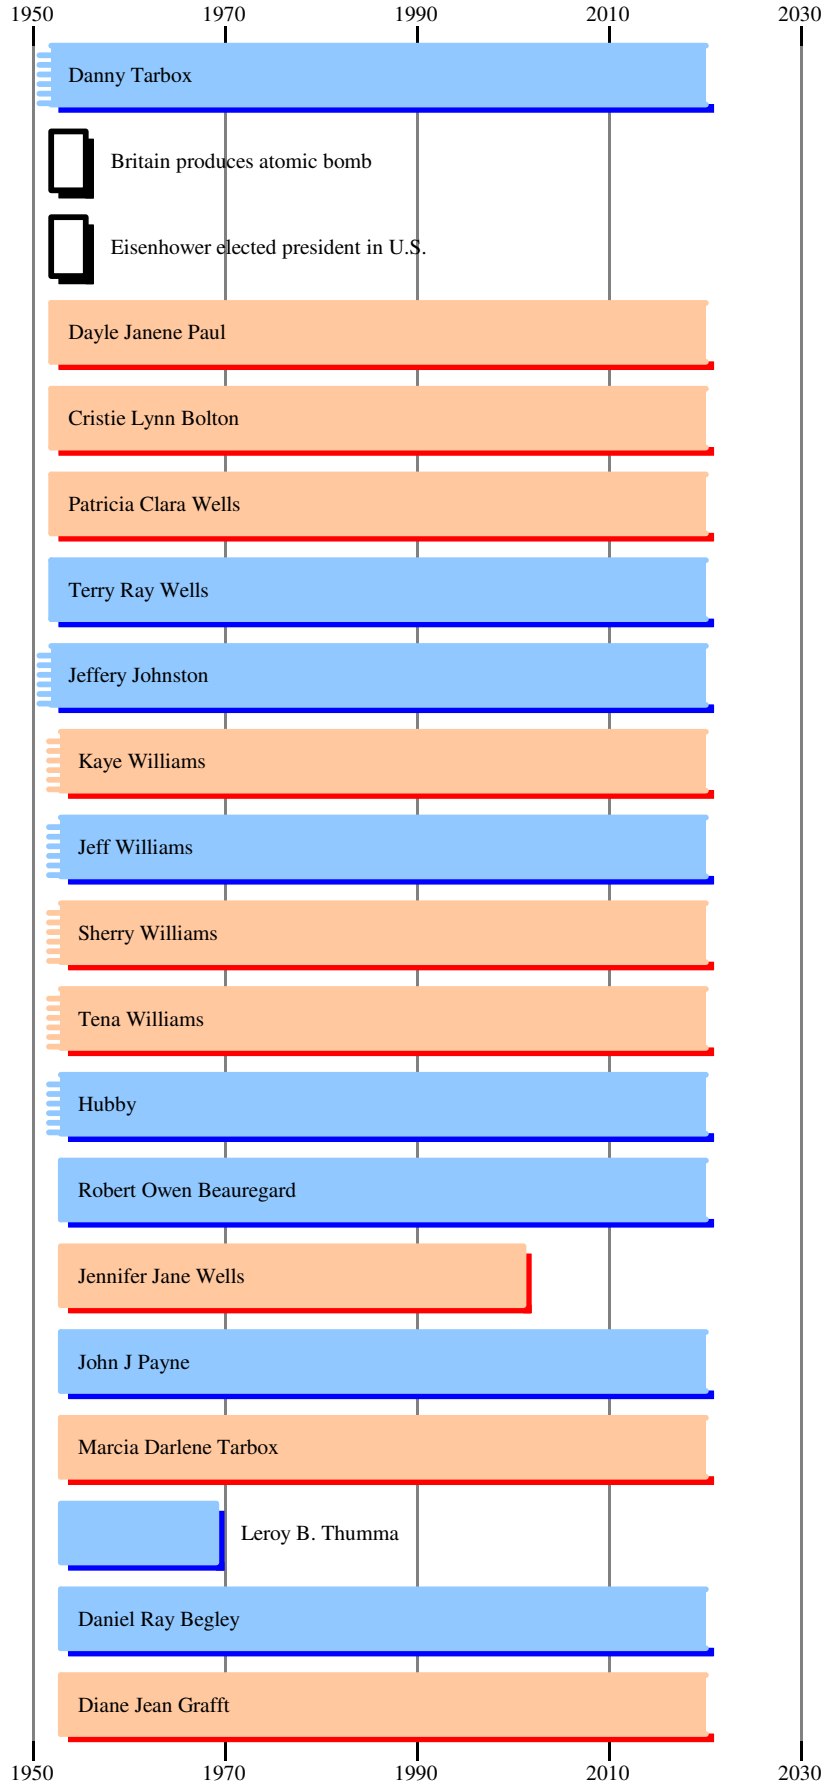 1950 1970 1990 2010 2030
Danny Tarbox
Britain produces atomic bomb
Eisenhower elected president in U.S.
Dayle Janene Paul
Cristie Lynn Bolton
Patricia Clara Wells
Terry Ray Wells
Jeffery Johnston
Kaye Williams
Jeff Williams
Sherry Williams
Tena Williams
Hubby
Robert Owen Beauregard
Jennifer Jane Wells
John J Payne
Marcia Darlene Tarbox
Leroy B. Thumma
Daniel Ray Begley
Diane Jean Grafft
1950 1970 1990 2010 2030